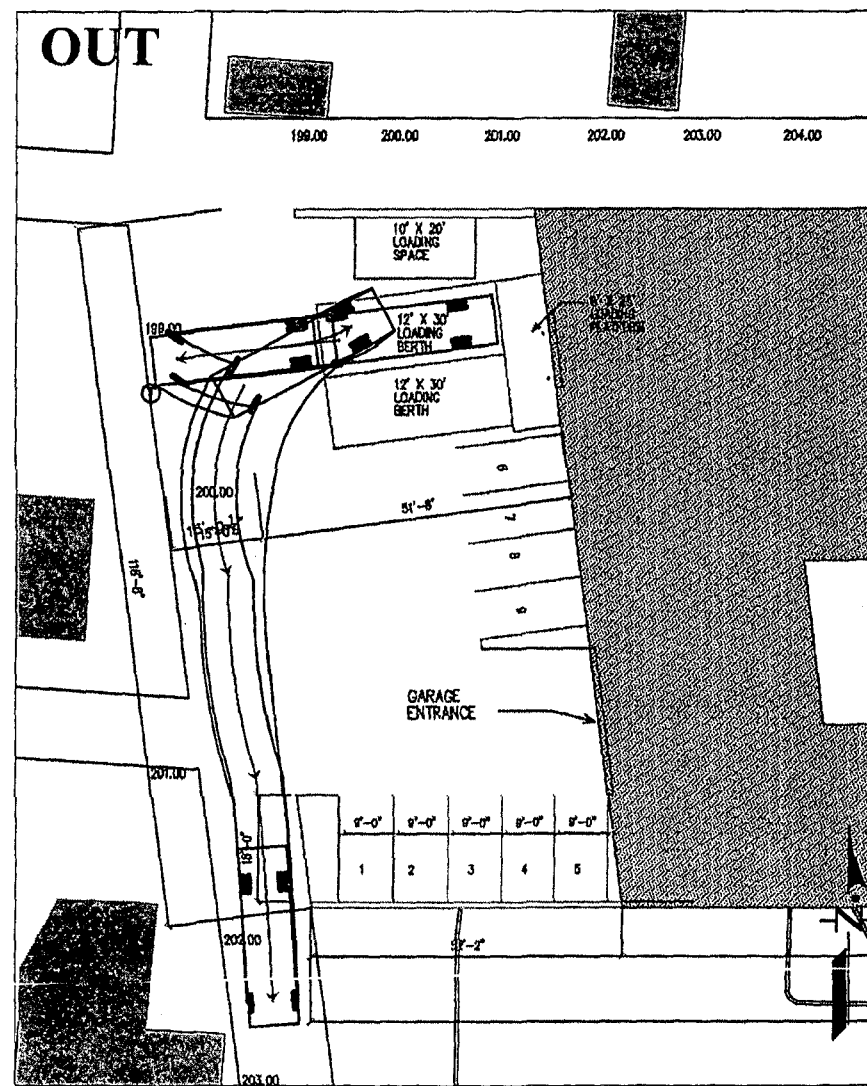 OUT
199.00 200.00 201.00 202.00 203.00 204.00
10' X 20'
LOADING
SPACE
199.00
12' X 30'
LOADING
BERTH
12' X 30'
LOADING
BERTH
6
200.00
51'-8"
7
8
9
GARAGE
ENTRANCE
201.00
9'-0" 9'-0" 9'-0" 9'-0" 9'-0"
18'-0"
1 2 3 4 5
202.00
203.00